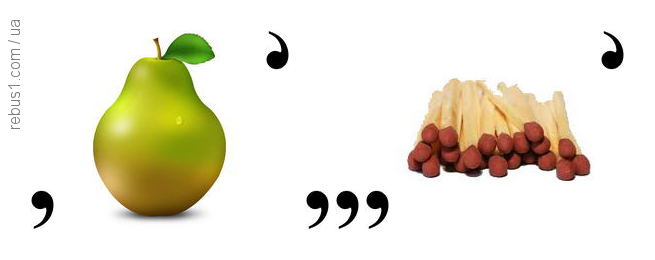 rebus1.com/ua
,
’
,,,
’